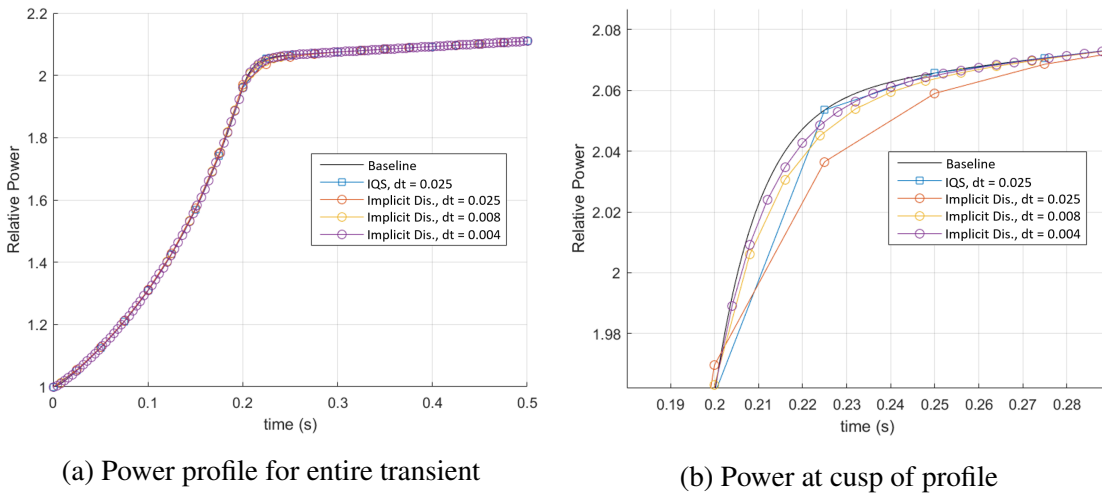 2.2
2
1.8
1.6
1.4
1.2
1
Relative Power
0 0.1 0.2 0.3 0.4 0.5
time (s)
Baseline
IQS, dt = 0.025
Implicit Dis., dt = 0.025
Implicit Dis., dt = 0.008
Implicit Dis., dt = 0.004
(a) Power profile for entire transient
2.08
2.06
2.04
2.02
2
1.98
Relative Power
0.19 0.2 0.21 0.22 0.23 0.24 0.25 0.26 0.27 0.28
time (s)
Baseline
IQS, dt = 0.025
Implicit Dis., dt = 0.025
Implicit Dis., dt = 0.008
Implicit Dis., dt = 0.004
(b) Power at cusp of profile